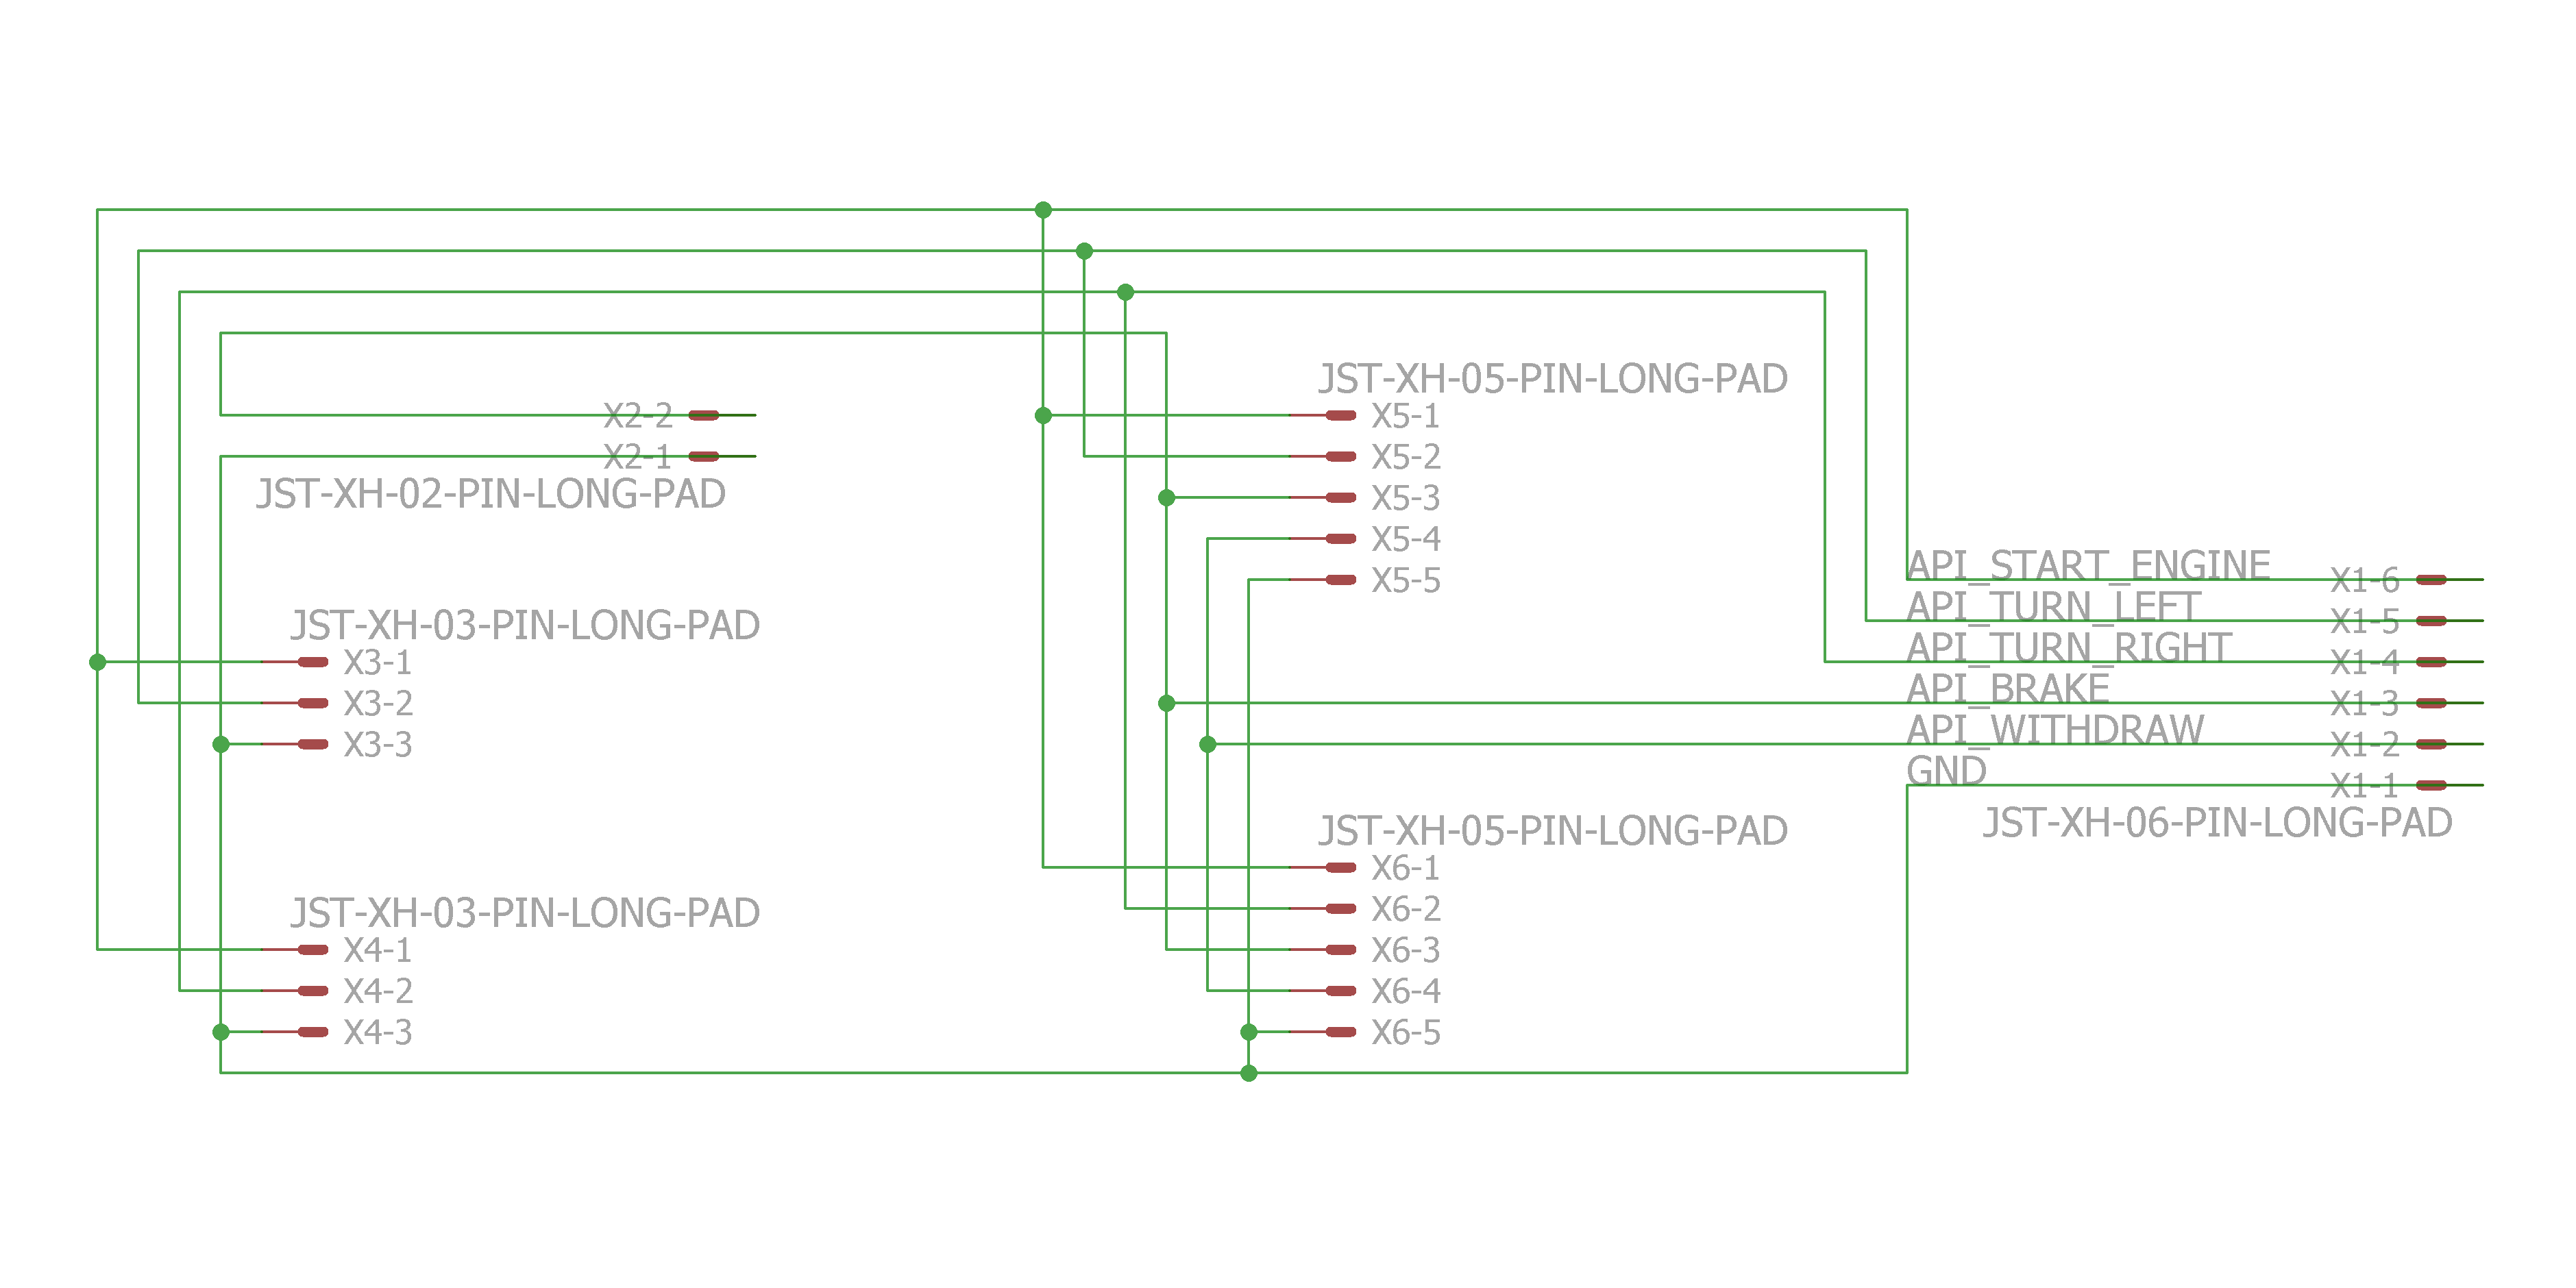 X2-2
X2-1
JST-XH-02-PIN-LONG-PAD
JST-XH-03-PIN-LONG-PAD
X3-1
X3-2
X3-3
JST-XH-03-PIN-LONG-PAD
X4-1
X4-2
X4-3
JST-XH-05-PIN-LONG-PAD
X5-1
X5-2
X5-3
X5-4
X5-5
JST-XH-05-PIN-LONG-PAD
X6-1
X6-2
X6-3
X6-4
X6-5
API_START_ENGINE X1-6
API_TURN_LEFT X1-5
API_TURN_RIGHT X1-4
API_BRAKE X1-3
API_WITHDRAW X1-2
GND X1-1
JST-XH-06-PIN-LONG-PAD